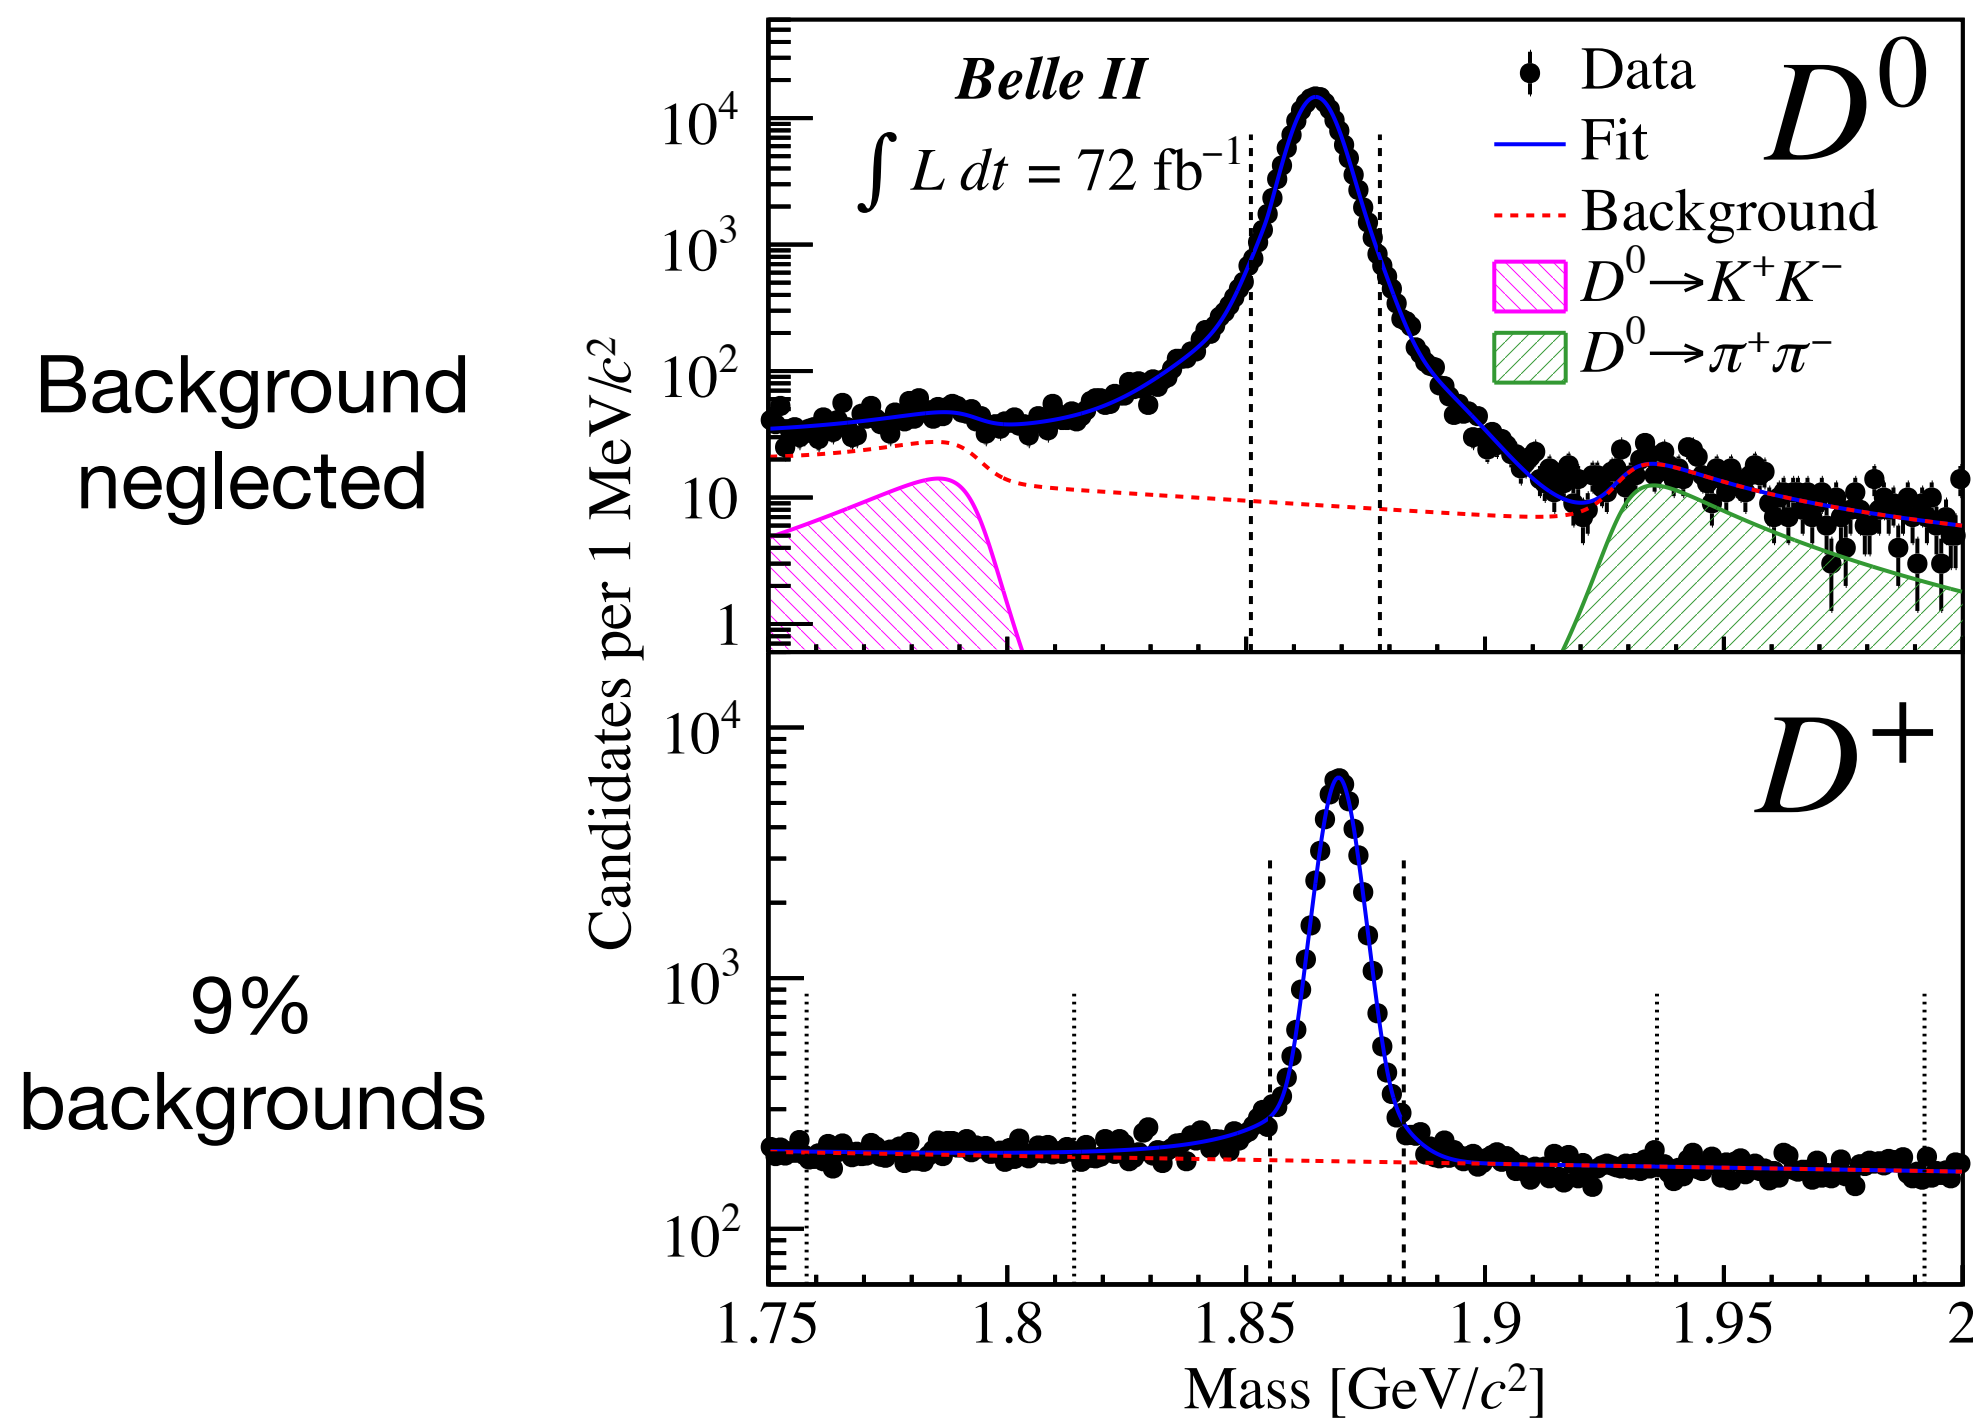 Background
neglected
9%
backgrounds
Candidates per 1 MeV/c²
Belle II
∫ L dt = 72 fb⁻¹
Data
Fit
Background
D⁰→K⁺K⁻
D⁰→π⁺π⁻
D⁰
10⁴
10³
10²
10
1
D⁺
10⁴
10³
10²
1.75 1.8 1.85 1.9 1.95 2
Mass [GeV/c²]